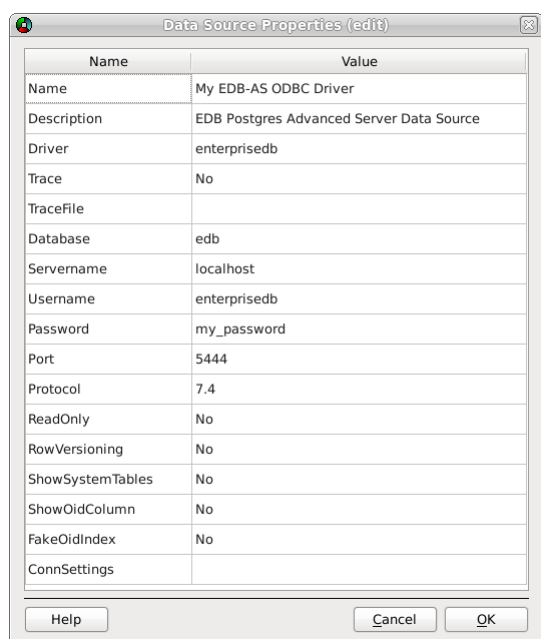 Data Source Properties (edit)
Name Value
Name My EDB-AS ODBC Driver
Description EDB Postgres Advanced Server Data Source
Driver enterprisedb
Trace No
TraceFile
Database edb
Servername localhost
Username enterprisedb
Password my_password
Port 5444
Protocol 7.4
ReadOnly No
RowVersioning No
ShowSystemTables No
ShowOidColumn No
FakeOidIndex No
ConnSettings
Help Cancel OK